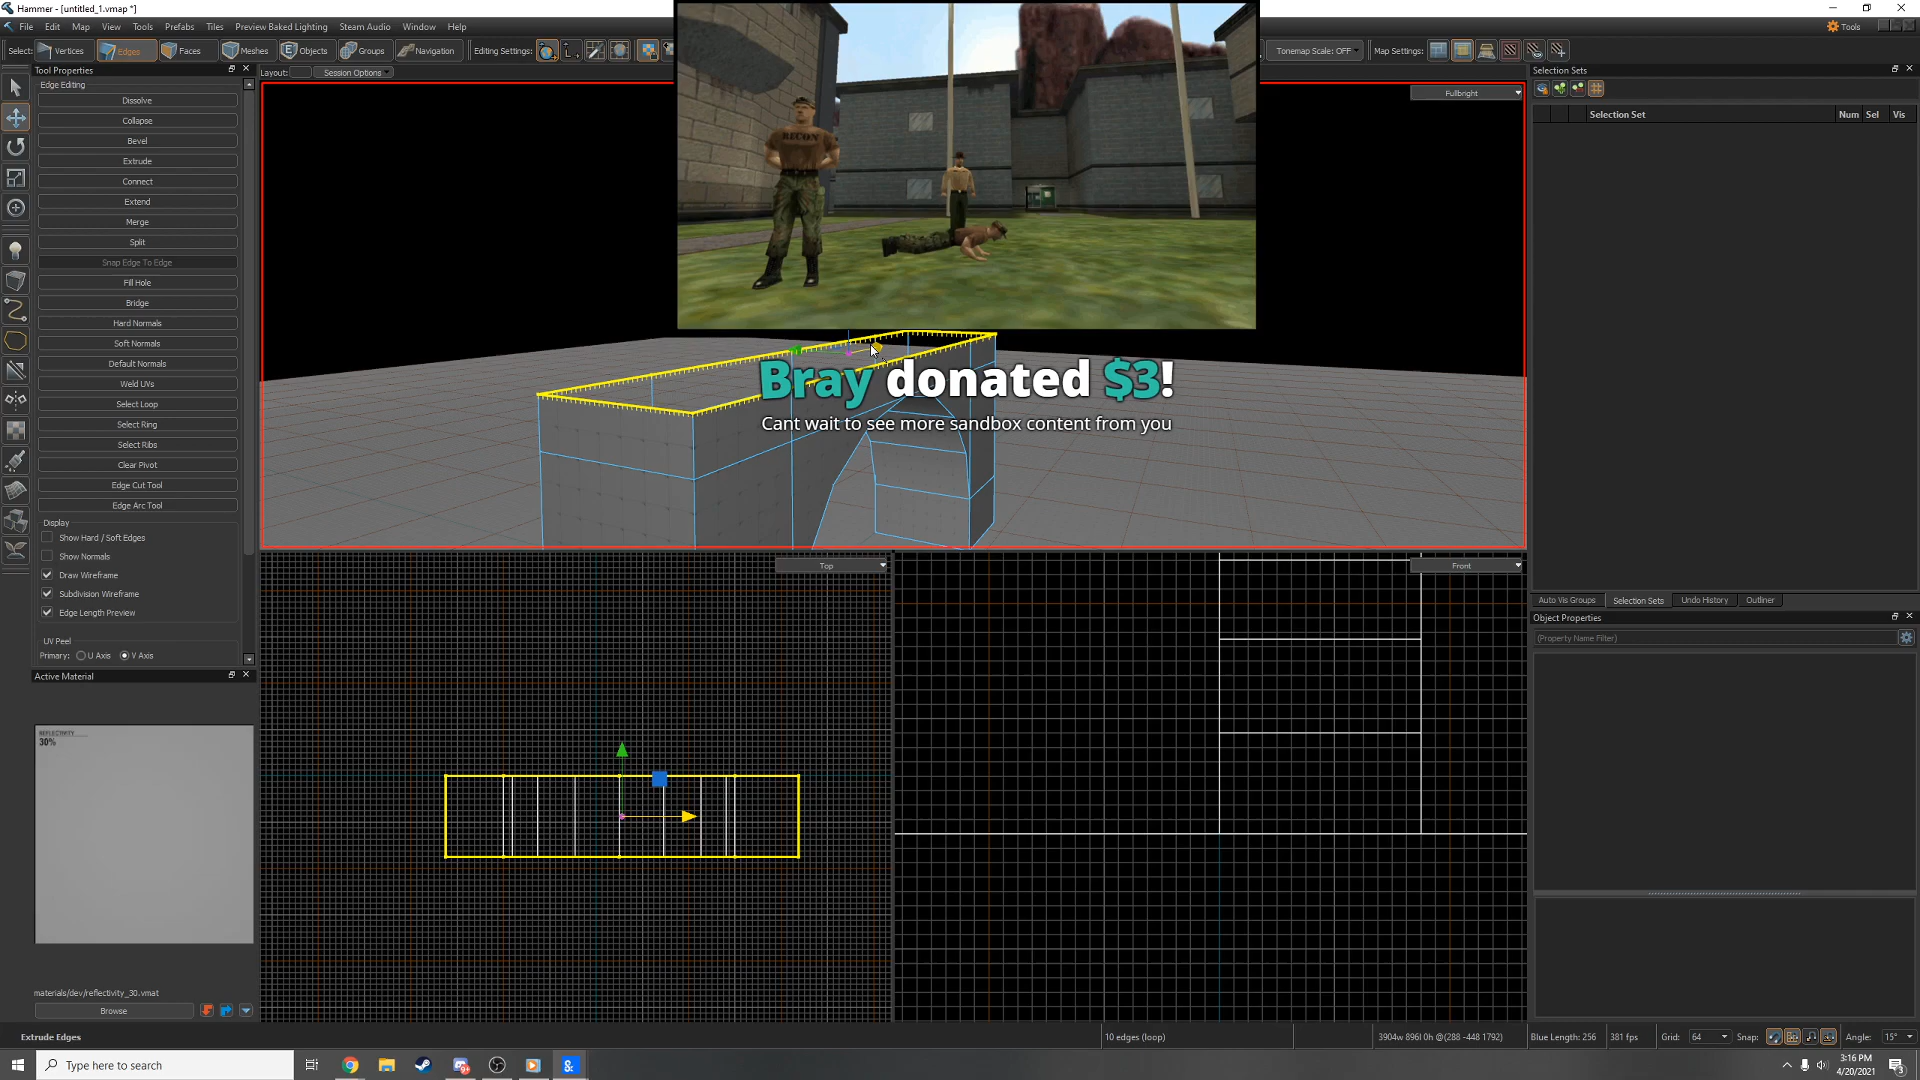 Hammer - [untitled_1.vmap *]
File Edit Map View Tools Prefabs Tiles Preview Baked Lighting Steam Audio Window Help
Tools
Select: Vertices Edges Faces Meshes Objects Groups Navigation Editing Settings:
Tonemap Scale: OFF Map Settings:
Tool Properties
Layout: Session Options
Selection Sets
Edge Editing
Dissolve
Collapse
Bevel
Extrude
Connect
Extend
Merge
Split
Snap Edge To Edge
Fill Hole
Bridge
Hard Normals
Soft Normals
Default Normals
Weld UVs
Select Loop
Select Ring
Select Ribs
Clear Pivot
Edge Cut Tool
Edge Arc Tool
Display
Show Hard / Soft Edges
Show Normals
Draw Wireframe
Subdivision Wireframe
Edge Length Preview
UV Peel
Primary: U Axis V Axis
Active Material
REFLECTIVITY
30%
materials/dev/reflectivity_30.vmat
Browse
Fullbright
RECON
Bray donated $3!
Cant wait to see more sandbox content from you
Top
Front
Selection Set Num Sel Vis
Auto Vis Groups Selection Sets Undo History Outliner
Object Properties
(Property Name Filter)
Extrude Edges
10 edges (loop)
3904w 896l 0h @(288 -448 1792)
Blue Length: 256
381 fps
Grid: 64
Snap:
Angle: 15°
Type here to search
9+
3:16 PM
4/20/2021
3